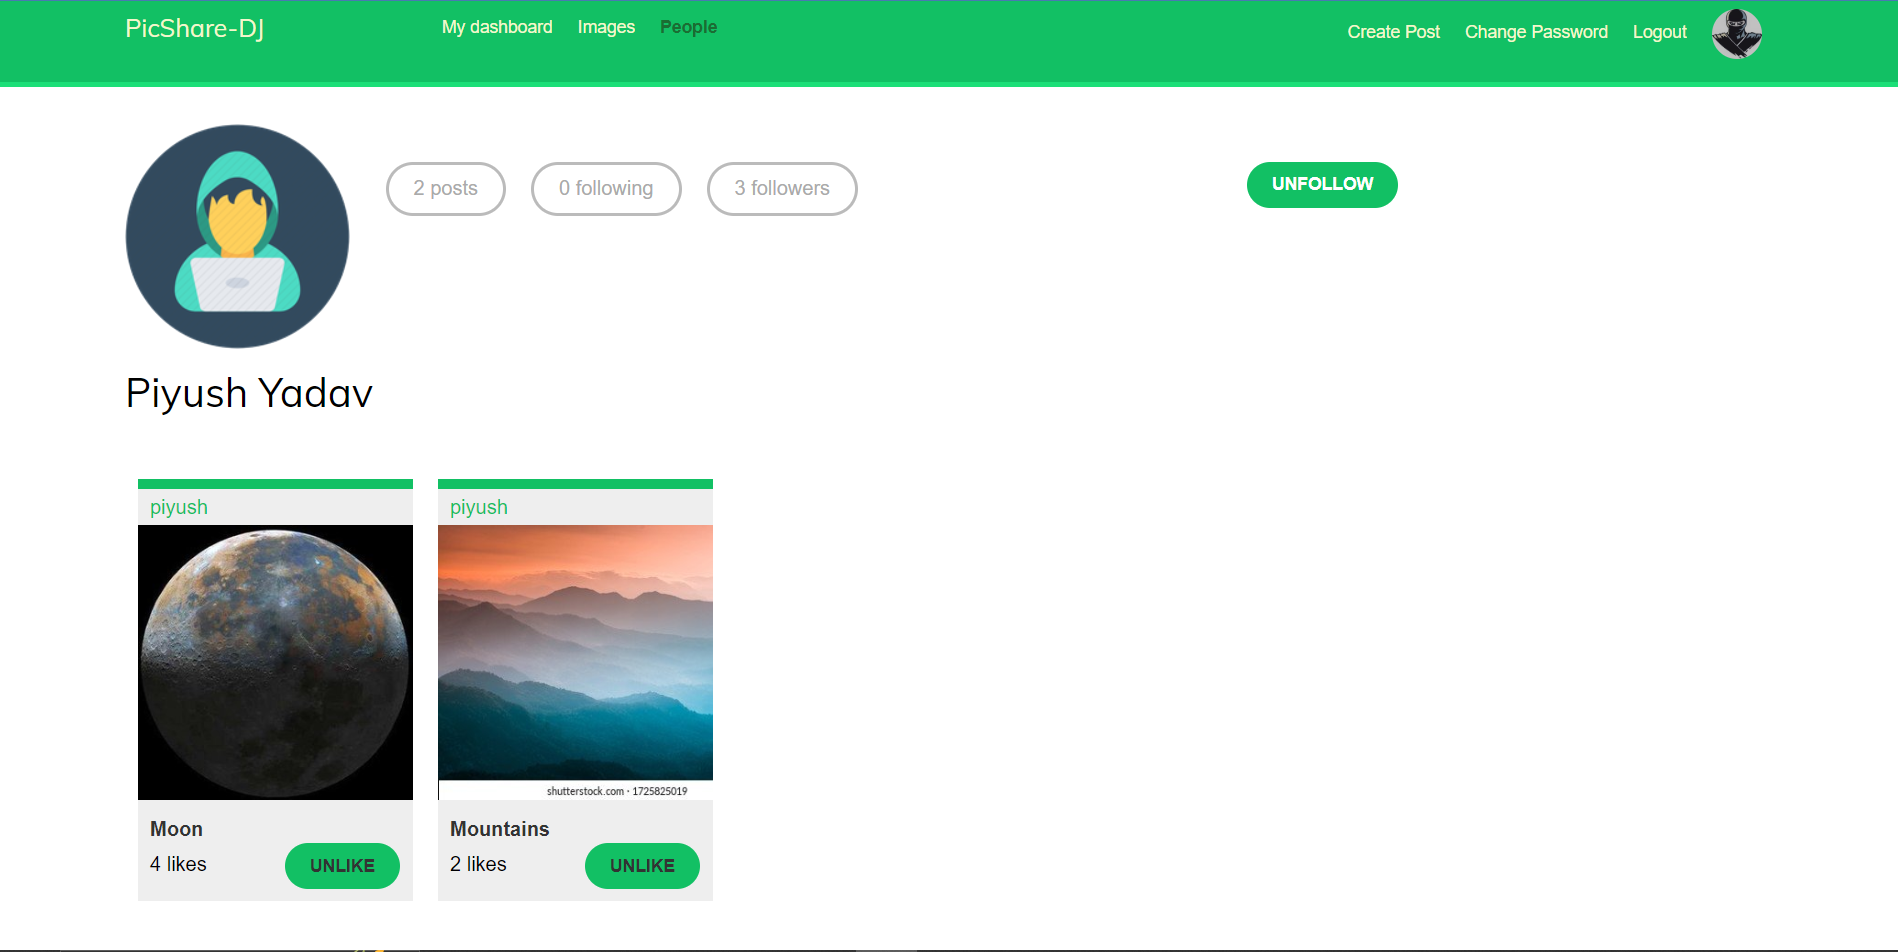 PicShare-DJ My dashboard Images People Create Post Change Password Logout
2 posts 0 following 3 followers UNFOLLOW
Piyush Yadav
piyush piyush
shutterstock.com · 1725825019
Moon Mountains
4 likes UNLIKE 2 likes UNLIKE